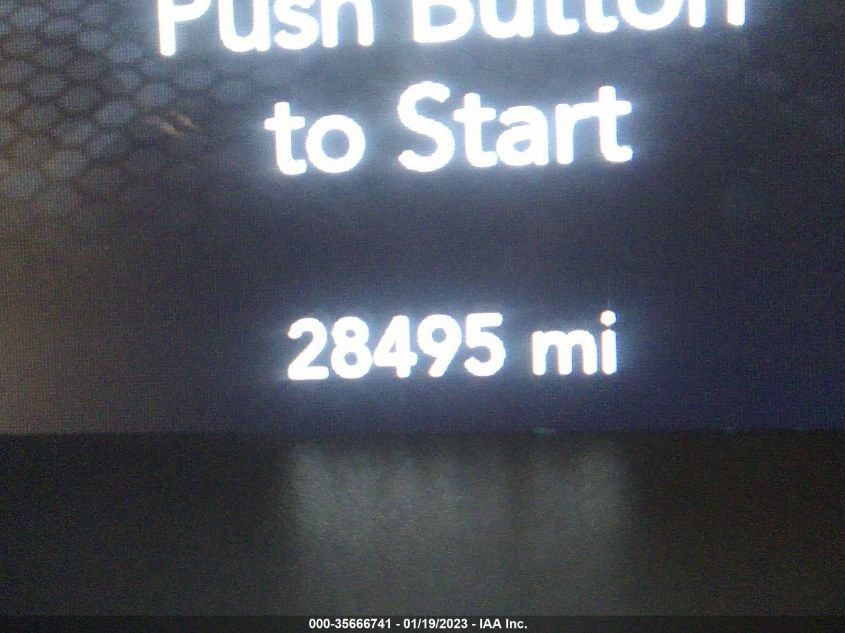 Push Button
to Start
28495 mi
000-35666741 - 01/19/2023 - IAA Inc.